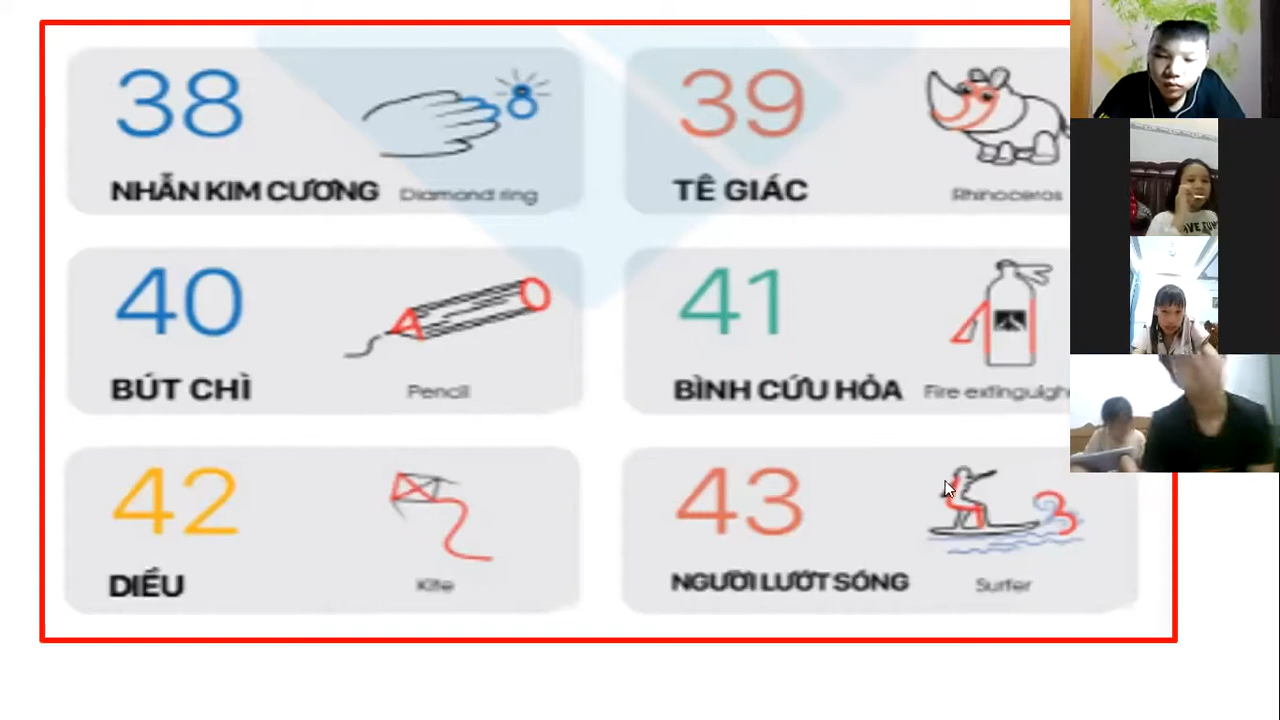 38
NHẪN KIM CƯƠNG Diamond ring
39
TÊ GIÁC Rhinoceros
40
BÚT CHÌ Pencil
41
BÌNH CỨU HỎA Fire
42
DIỀU Kite
43
NGƯỜI LƯỚT SÓNG Surfer